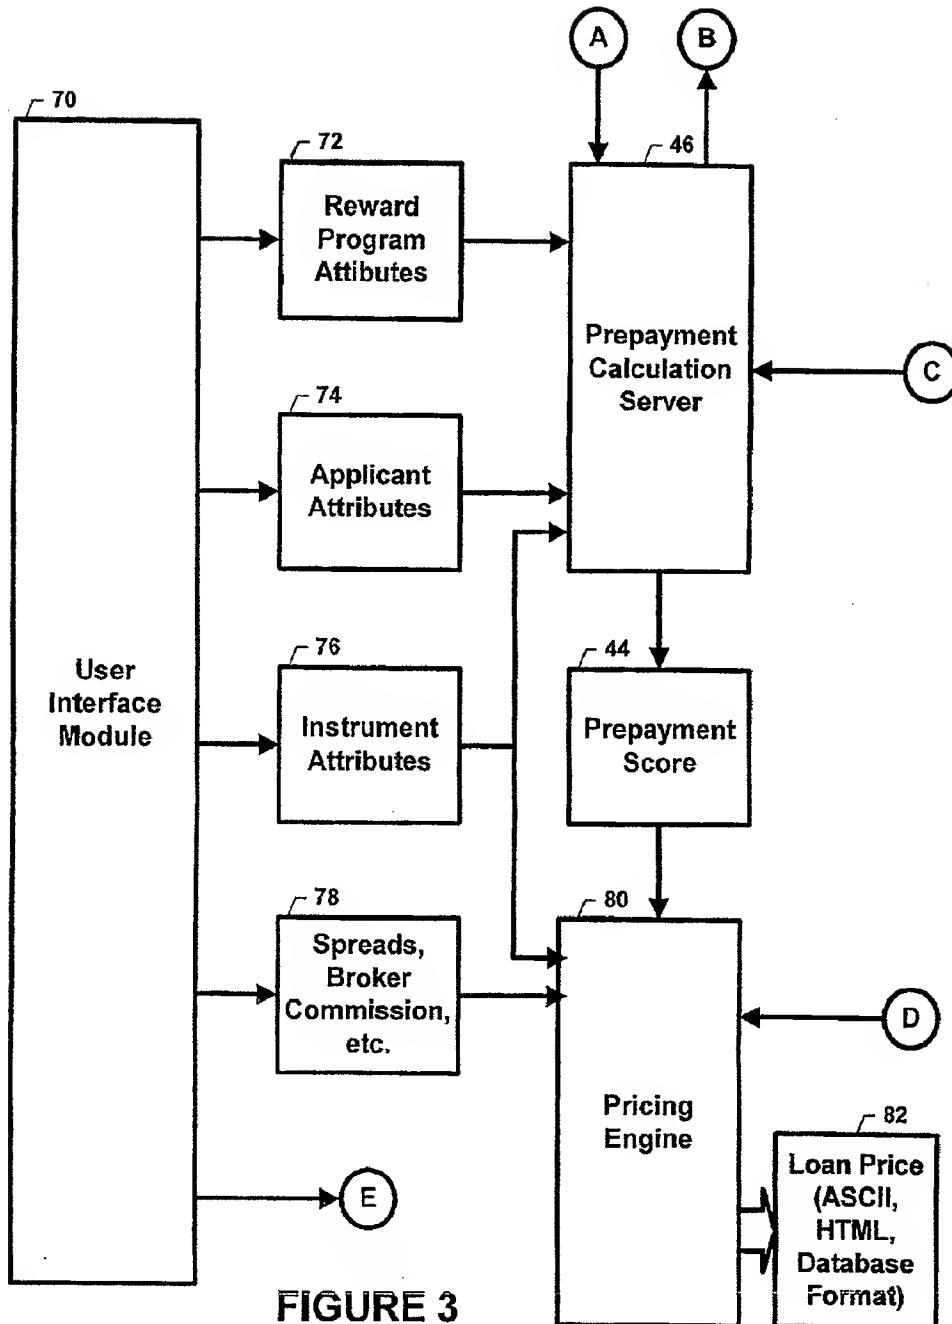 A
B
70
72
46
Reward
Program
Attibutes
Prepayment
Calculation
Server
C
74
Applicant
Attributes
76
44
User
Interface
Module
Instrument
Attributes
Prepayment
Score
78
80
Spreads,
Broker
Commission,
etc.
D
Pricing
Engine
82
Loan Price
(ASCII,
HTML,
Database
Format)
E
FIGURE 3